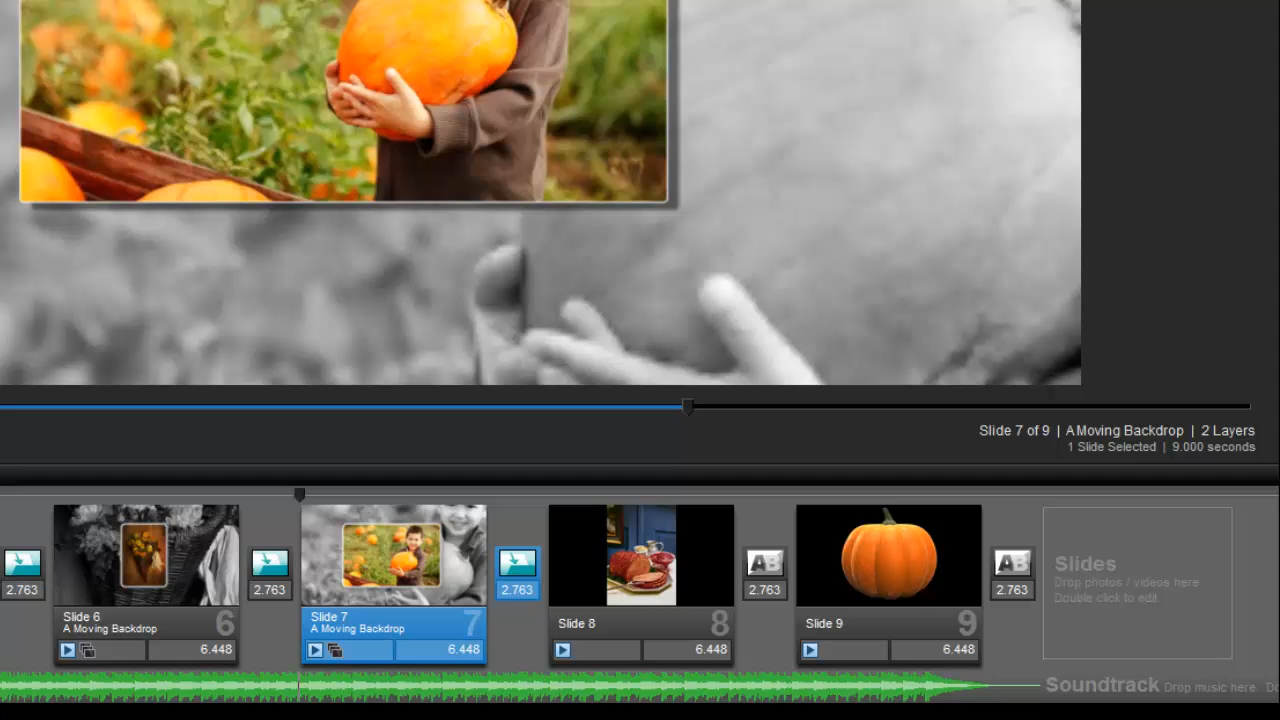 Slide 7 of 9 | A Moving Backdrop | 2 Layers
1 Slide Selected | 9.000 seconds
2.763
Slide 6
A Moving Backdrop
6
6.448
2.763
Slide 7
A Moving Backdrop
7
6.448
2.763
Slide 8
8
6.448
AB
2.763
Slide 9
9
6.448
AB
2.763
Slides
Drop photos / videos here
Double click to edit.
Soundtrack Drop music here. Do